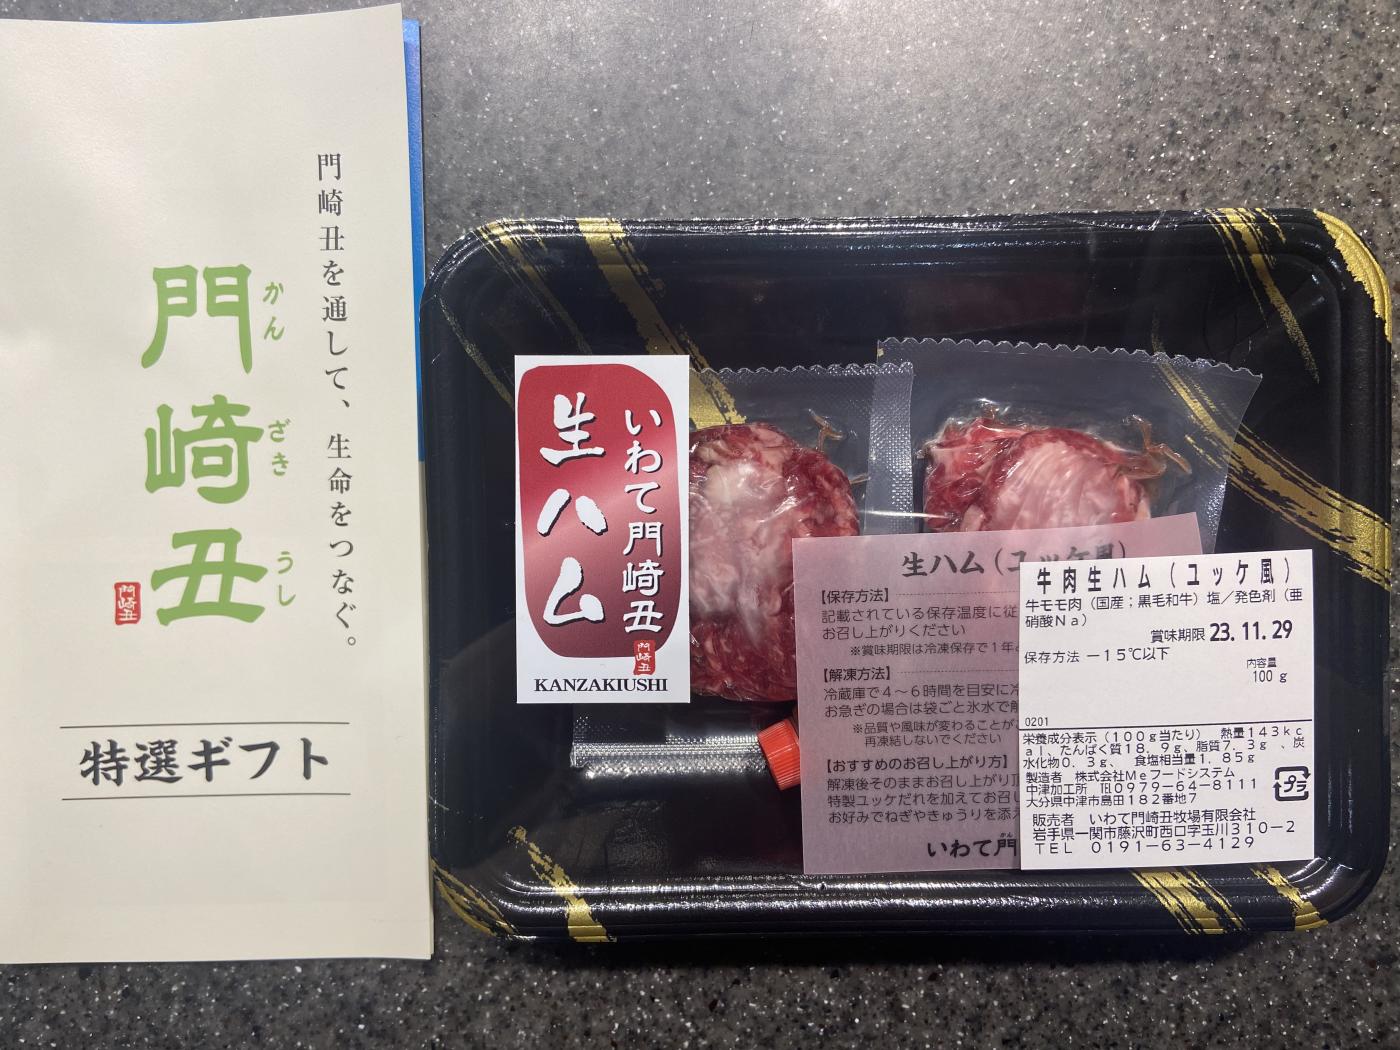 門崎丑を通して、生命をつなぐ。
門崎丑
かんざきうし
門崎丑
特選ギフト
いわて門崎丑
生ハム
門崎丑
KANZAKIUSHI
生ハム(ユッケ風)
【保存方法】
記載されている保存温度に従
お召し上がりください
※賞味期限は冷凍保存で1年
【解凍方法】
冷蔵庫で4〜6時間を目安に冷
お急ぎの場合は袋ごと氷水で解
※品質や風味が変わることが
再冻結しないでください
【おすすめのお召し上がり方】
解凍後そのままお召し上がり頂
特製ユッケだれを加えてお召し
お好みでねぎやきゅうりを添え
いわて門
かん
牛肉生ハム(ユッケ風)
牛モモ肉(国産;黒毛和牛)塩/発色剤(亜
硝酸Na)
賞味期限 23.11.29
保存方法 -15℃以下
内容量
100 g
0201
栄養成分表示(100g当たり) 熱量143kc
al、たんぱく質18.9g、脂質7.3g、炭
水化物0.3g、 食塩相当量1.85g
製造者 株式会社Meフードシステム
中津加工所 TEL0979-64-8111
大分県中津市島田182番地7
プラ
販売者 いわて門崎丑牧場有限会社
岩手県一関市藤沢町西口字玉川310-2
TEL 0191-63-4129